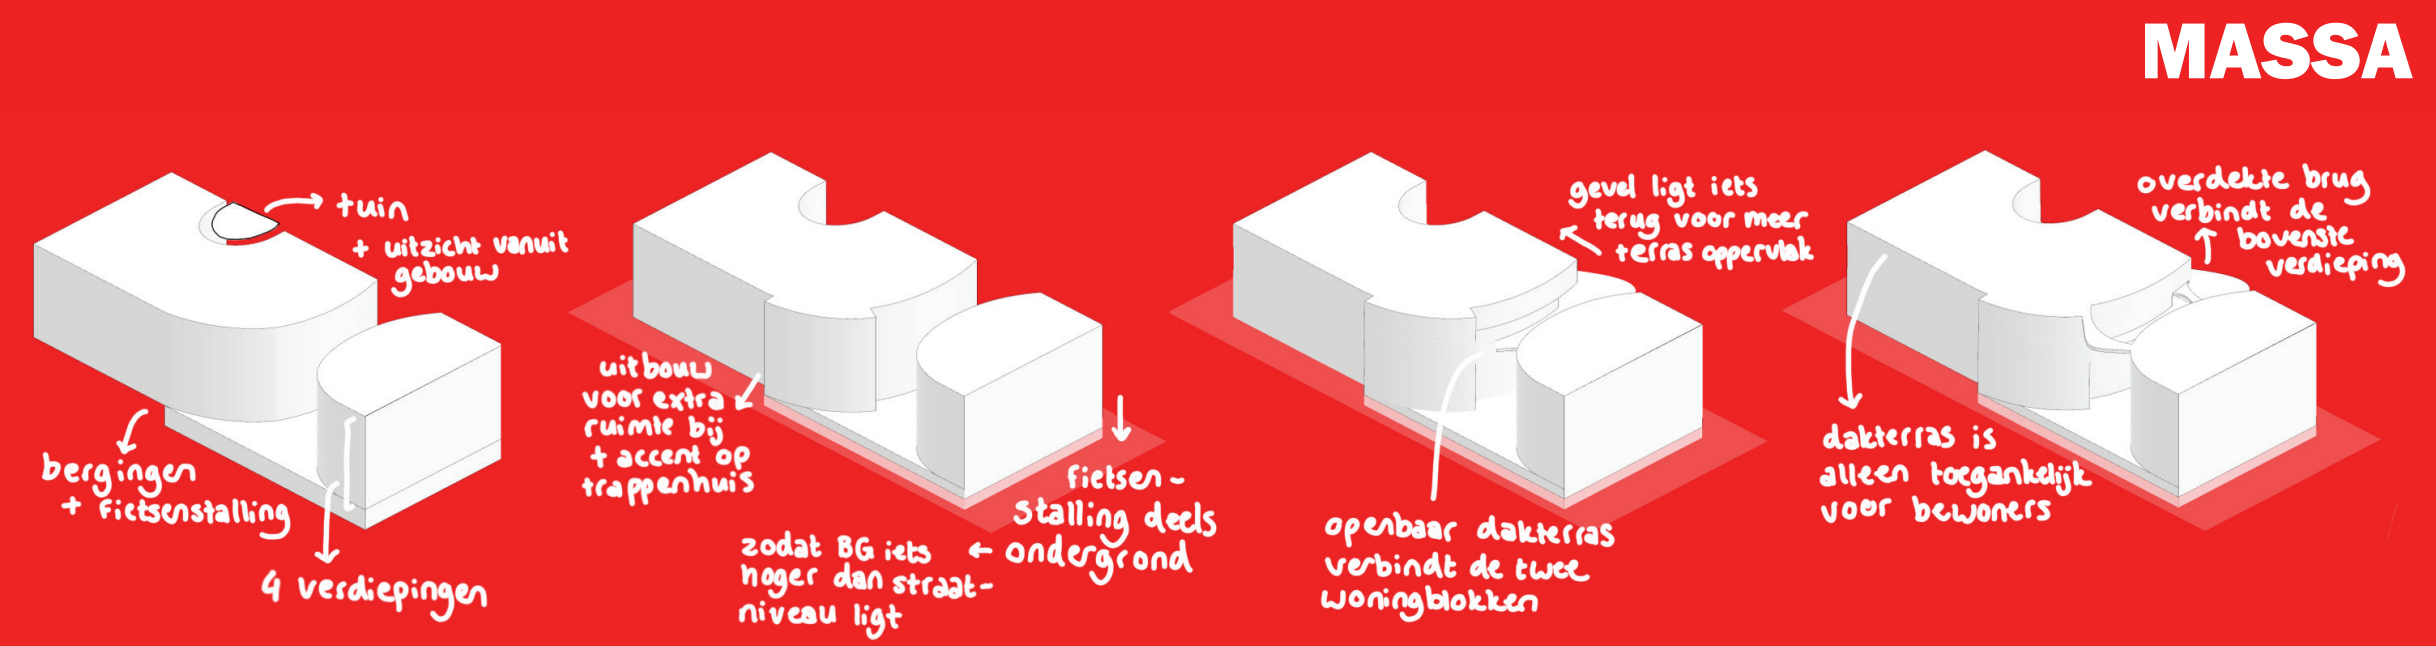 MASSA
tuin
+ uitzicht vanuit
gebouw
bergingen
+ fietsenstalling
4 verdiepingen
uitbouw
voor extra
ruimte bij
+ accent op
trappenhuis
fietsen-
stalling deels
ondergrond
zodat BG iets
hoger dan straat-
niveau ligt
gevel ligt iets
terug voor meer
terras oppervlak
openbaar dakterras
verbindt de twee
woningblokken
overdekte brug
verbindt de
bovenste
verdieping
dakterras is
alleen toegankelijk
voor bewoners